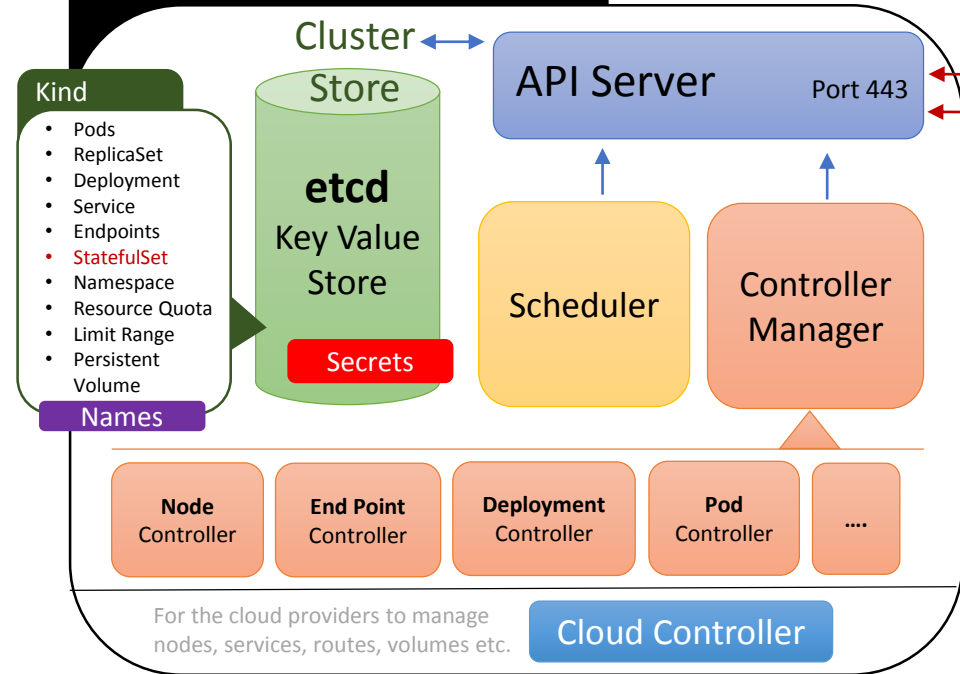 Cluster
Store
API Server
Port 443
Kind
• Pods
• ReplicaSet
• Deployment
• Service
• Endpoints
• StatefulSet
• Namespace
• Resource Quota
• Limit Range
• Persistent
Volume
Names
etcd
Key Value
Store
Secrets
Scheduler
Controller
Manager
Node
Controller
End Point
Controller
Deployment
Controller
Pod
Controller
....
For the cloud providers to manage
nodes, services, routes, volumes etc.
Cloud Controller